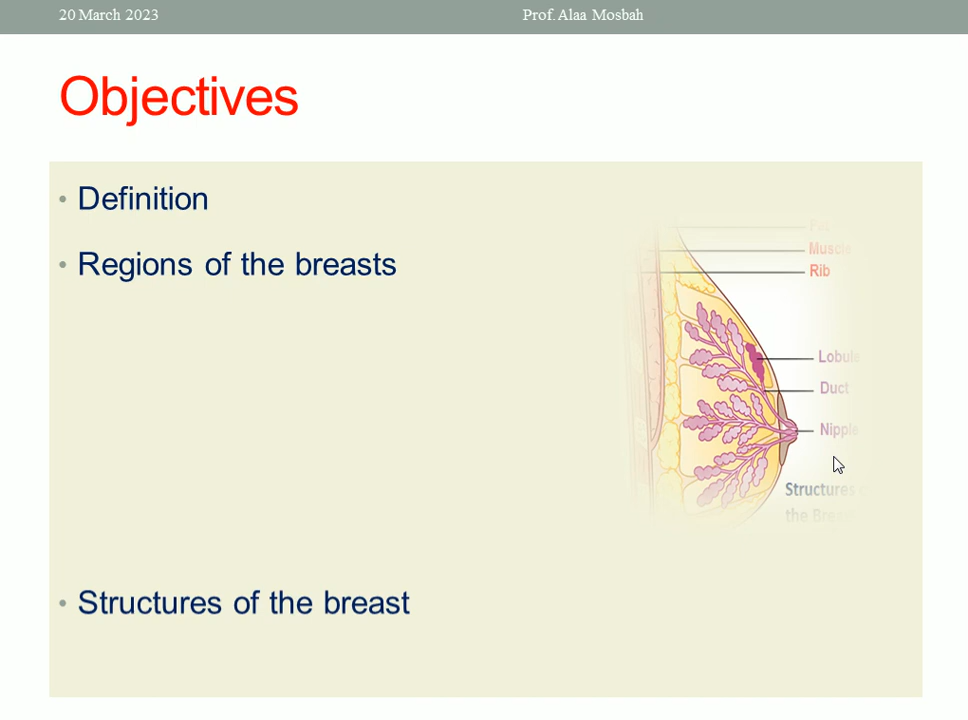 20 March 2023
Prof. Alaa Mosbah
Objectives
• Definition
• Regions of the breasts
Muscle
Rib
Lobule
Duct
Nipple
Structures
the Breast
• Structures of the breast